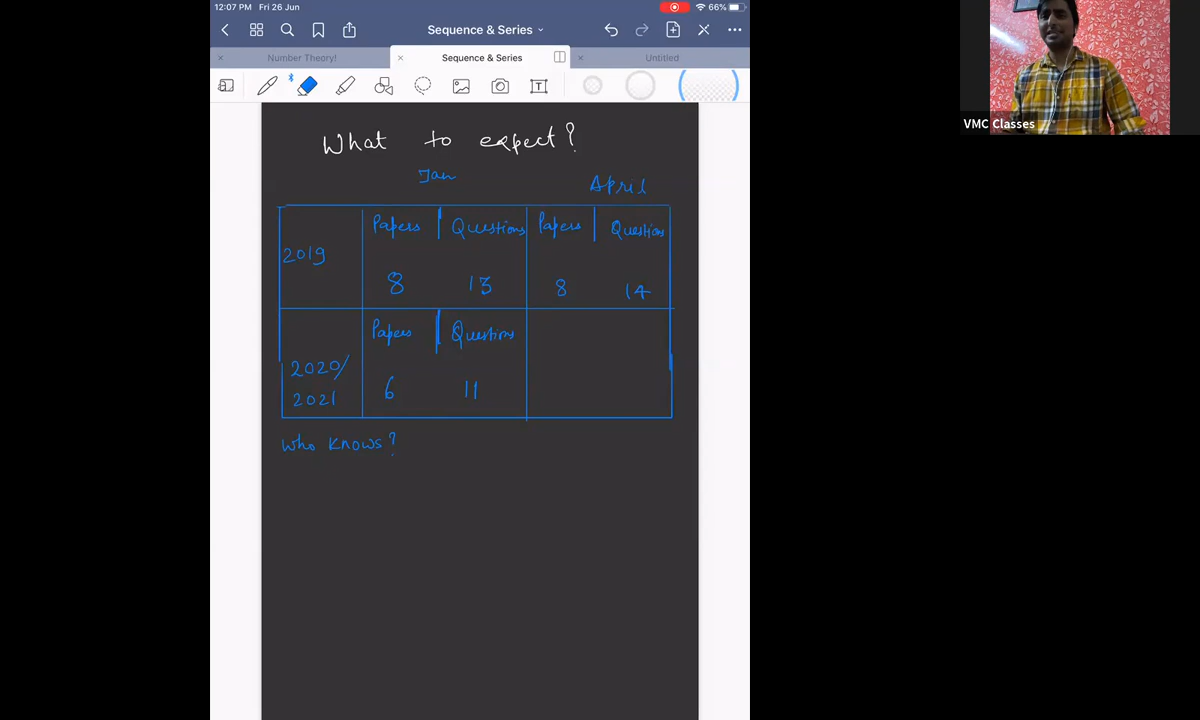 12:07 PM Fri 26 Jun 66%
Sequence & Series
Number Theory! Sequence & Series Untitled
T
VMC Classes
What to expect?
Jan April
Papers Questions Papers Questions
2019
8 13 8 14
Papers Questions
2020/
2021 6 11
Who knows?